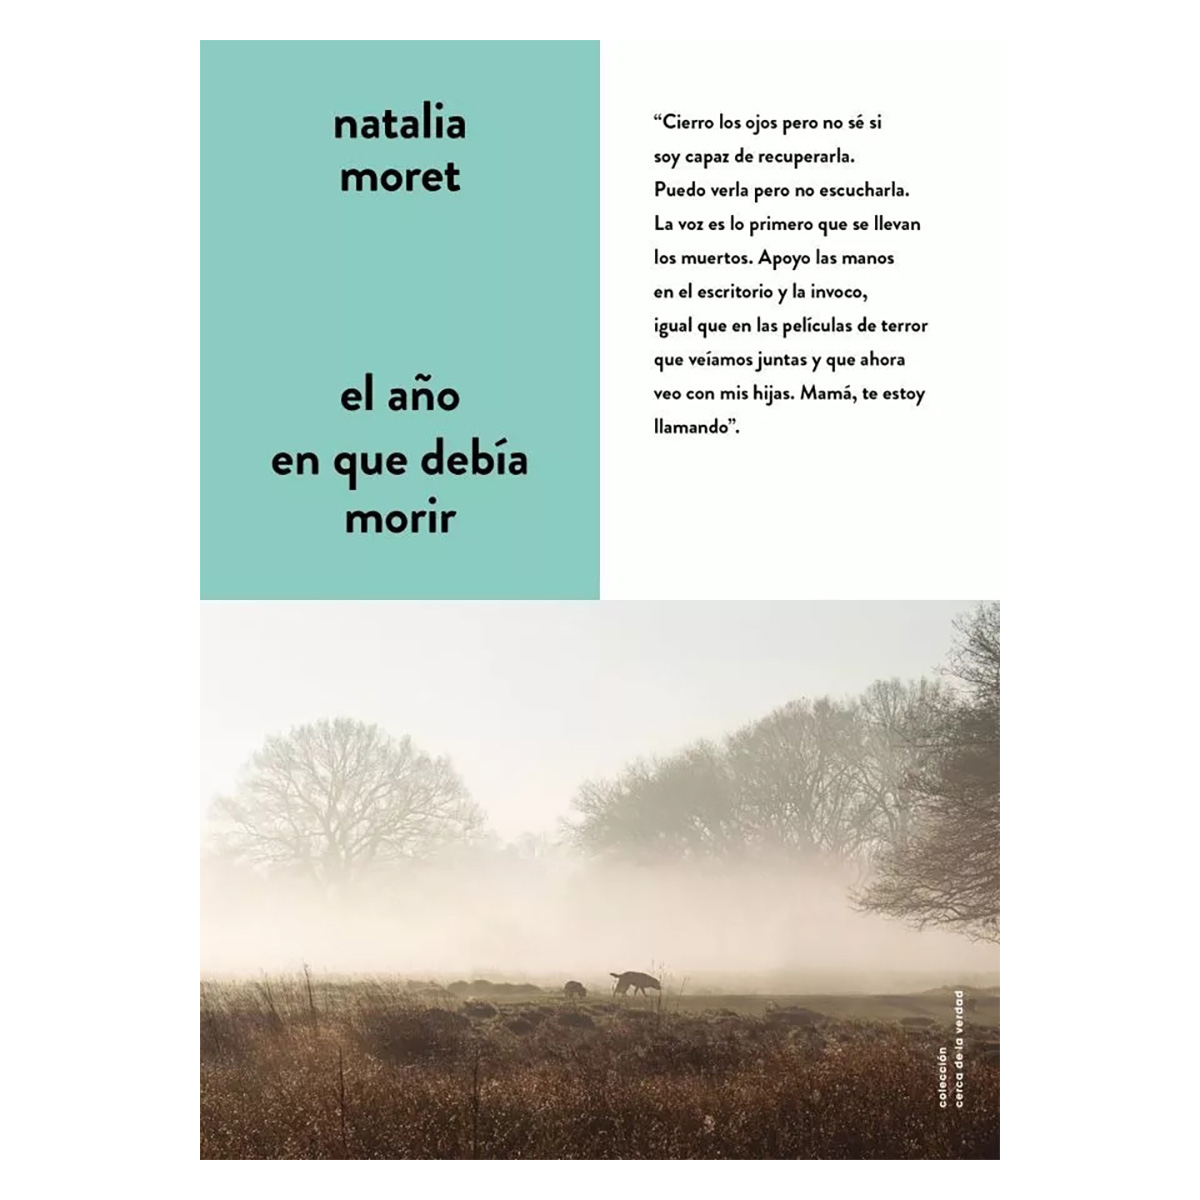 natalia
moret
el año
en que debía
morir
“Cierro los ojos pero no sé si
soy capaz de recuperarla.
Puedo verla pero no escucharla.
La voz es lo primero que se llevan
los muertos. Apoyo las manos
en el escritorio y la invoco,
igual que en las películas de terror
que veíamos juntas y que ahora
veo con mis hijas. Mamá, te estoy
llamando”.
colección
cerca de la verdad